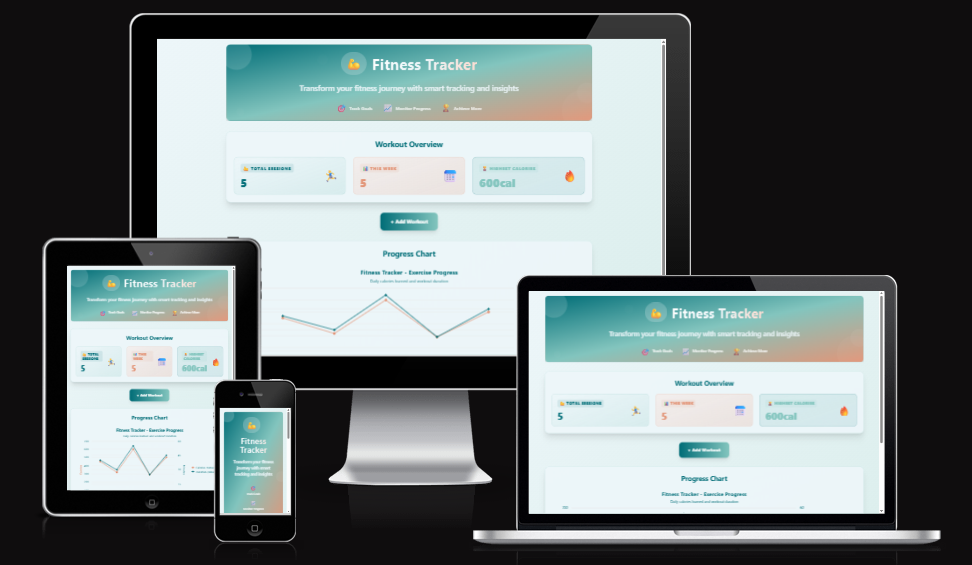 Fitness Tracker
Transform your fitness journey with smart tracking and insights
Track Goals Monitor Progress Achieve More
Workout Overview
TOTAL SESSIONS THIS WEEK HIGHEST CALORIES
5 5 600cal
+ Add Workout
Progress Chart
Fitness Tracker - Exercise Progress
Daily calories burned and workout duration
Fitness Tracker
Transform your fitness journey with smart tracking and insights
Track Goals Monitor Progress Achieve More
Workout Overview
TOTAL SESSIONS THIS WEEK HIGHEST CALORIES
5 5 600cal
+ Add Workout
Progress Chart
Fitness Tracker - Exercise Progress
Fitness
Tracker
Transform your fitness
journey with smart
tracking and insights
Fitness Tracker
Transform your fitness journey with smart tracking and insights
Track Goals Monitor Progress Achieve More
Workout Overview
TOTAL SESSIONS THIS WEEK HIGHEST CALORIES
5 5 600cal
+ Add Workout
Progress Chart
Fitness Tracker - Exercise Progress
Daily calories burned and workout duration